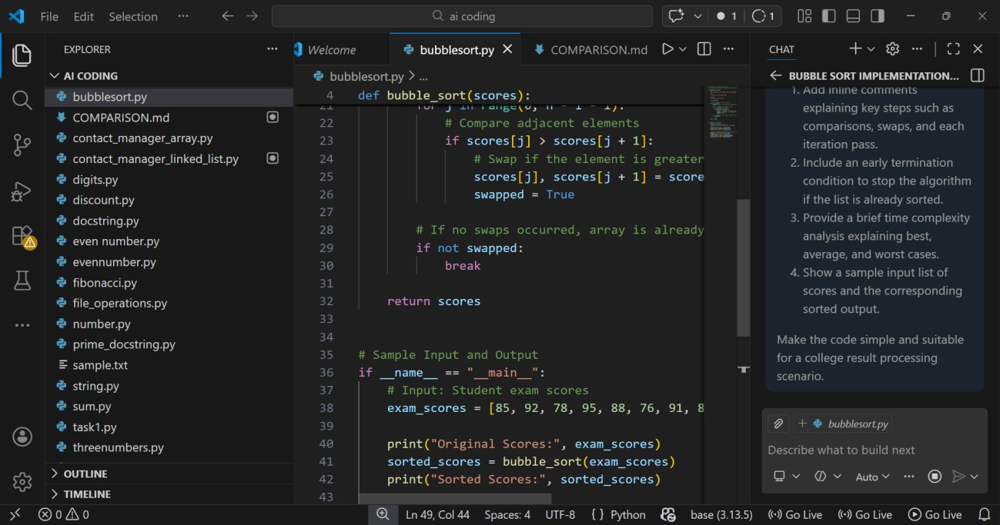 File Edit Selection ··· ai coding 1 1
EXPLORER ···
AI CODING
bubblesort.py
COMPARISON.md
contact_manager_array.py
contact_manager_linked_list.py
digits.py
discount.py
docstring.py
even number.py
evennumber.py
fibonacci.py
file_operations.py
number.py
prime_docstring.py
sample.txt
string.py
sum.py
task1.py
threenumbers.py
OUTLINE
TIMELINE
Welcome bubblesort.py COMPARISON.md ···
bubblesort.py > ...
4 def bubble_sort(scores):
21 for j in range(0, n - i - 1):
22 # Compare adjacent elements
23 if scores[j] > scores[j + 1]:
24 # Swap if the element is greater
25 scores[j], scores[j + 1] = score
26 swapped = True
27
28 # If no swaps occurred, array is already
29 if not swapped:
30 break
31
32 return scores
33
34
35 # Sample Input and Output
36 if __name__ == "__main__":
37 # Input: Student exam scores
38 exam_scores = [85, 92, 78, 95, 88, 76, 91, 8
39
40 print("Original Scores:", exam_scores)
41 sorted_scores = bubble_sort(exam_scores)
42 print("Sorted Scores:", sorted_scores)
43
CHAT ···
BUBBLE SORT IMPLEMENTATION...
1. Add inline comments
explaining key steps such as
comparisons, swaps, and each
iteration pass.
2. Include an early termination
condition to stop the algorithm
if the list is already sorted.
3. Provide a brief time complexity
analysis explaining best,
average, and worst cases.
4. Show a sample input list of
scores and the corresponding
sorted output.
Make the code simple and suitable
for a college result processing
scenario.
+ bubblesort.py
Describe what to build next
Auto ···
0 0 Ln 49, Col 44 Spaces: 4 UTF-8 { } Python base (3.13.5) Go Live Go Live Go Live